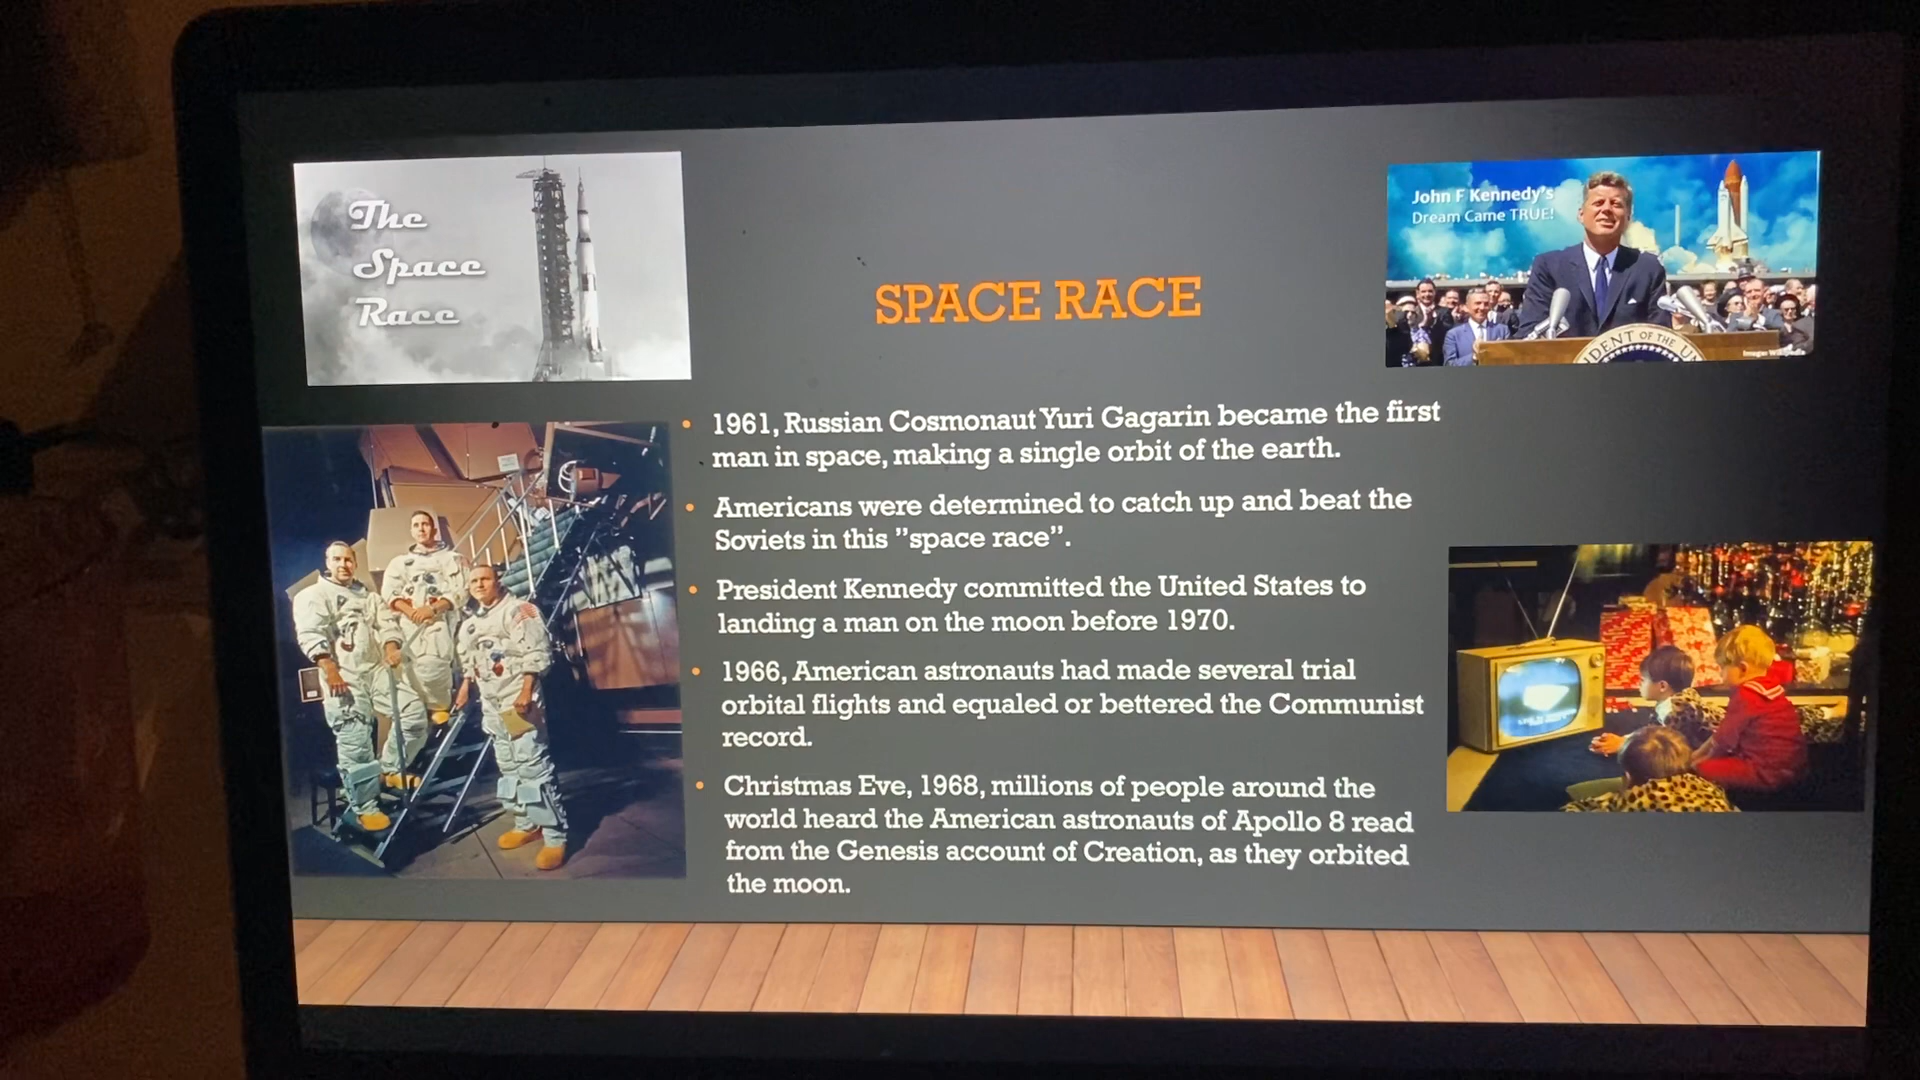 The
Space
Race
John F Kennedy's
Dream Came TRUE!
SPACE RACE
DENT OF THE UN
• 1961, Russian Cosmonaut Yuri Gagarin became the first
man in space, making a single orbit of the earth.
• Americans were determined to catch up and beat the
Soviets in this ”space race”.
• President Kennedy committed the United States to
landing a man on the moon before 1970.
• 1966, American astronauts had made several trial
orbital flights and equaled or bettered the Communist
record.
• Christmas Eve, 1968, millions of people around the
world heard the American astronauts of Apollo 8 read
from the Genesis account of Creation, as they orbited
the moon.